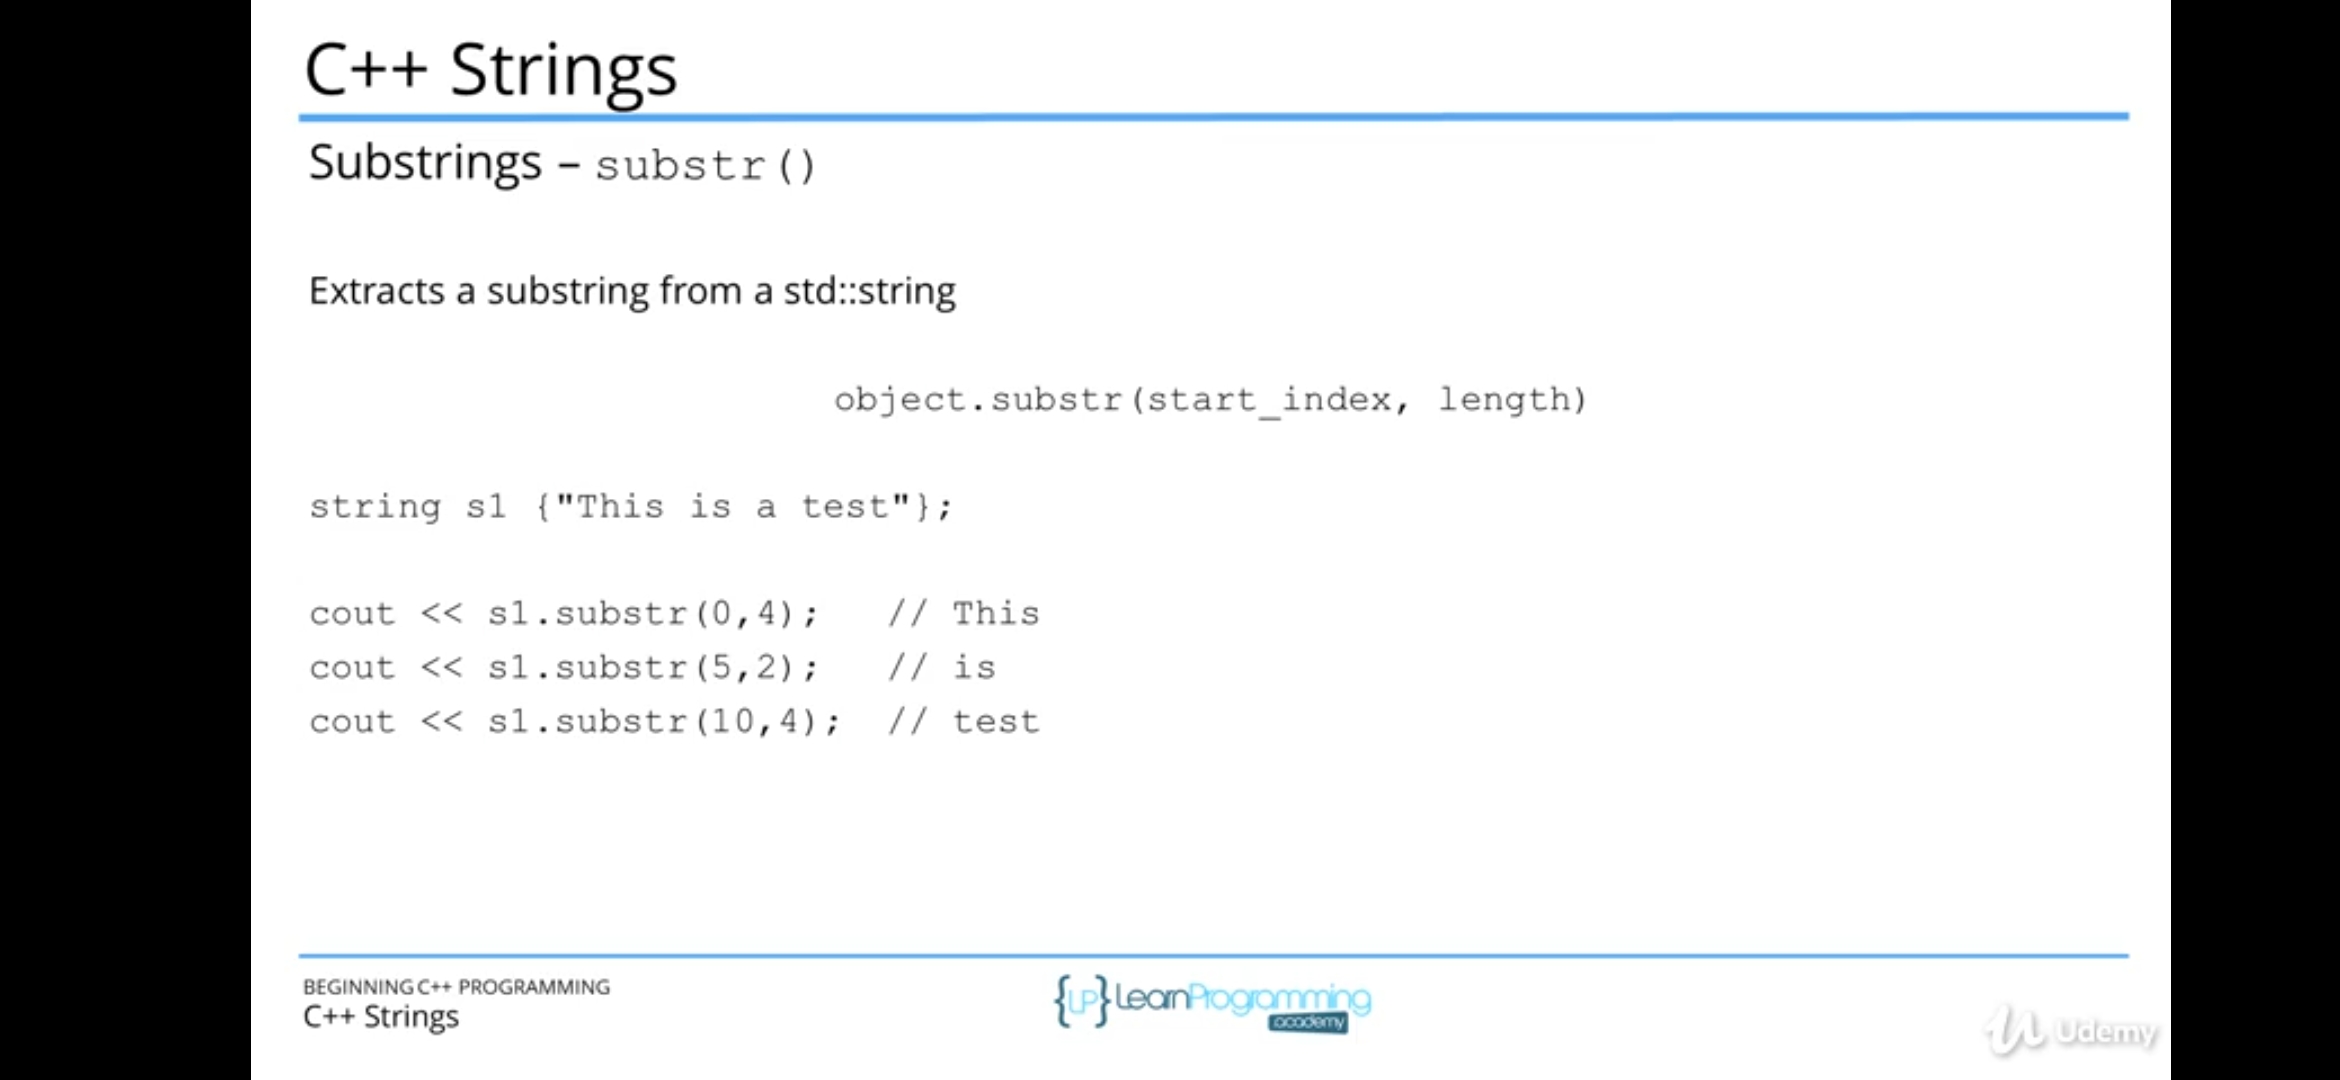 C++ Strings
Substrings – substr()
Extracts a substring from a std::string
object.substr(start_index, length)
string s1 {"This is a test"};
cout << s1.substr(0,4);   // This
cout << s1.substr(5,2);   // is
cout << s1.substr(10,4);  // test
BEGINNING C++ PROGRAMMING
C++ Strings
{LP} LearnProgramming
academy
Udemy